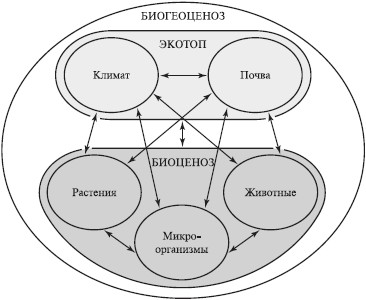 БИОГЕОЦЕНОЗ
ЭКОТОП
Климат
Почва
БИОЦЕНОЗ
Растения
Животные
Микро-
организмы